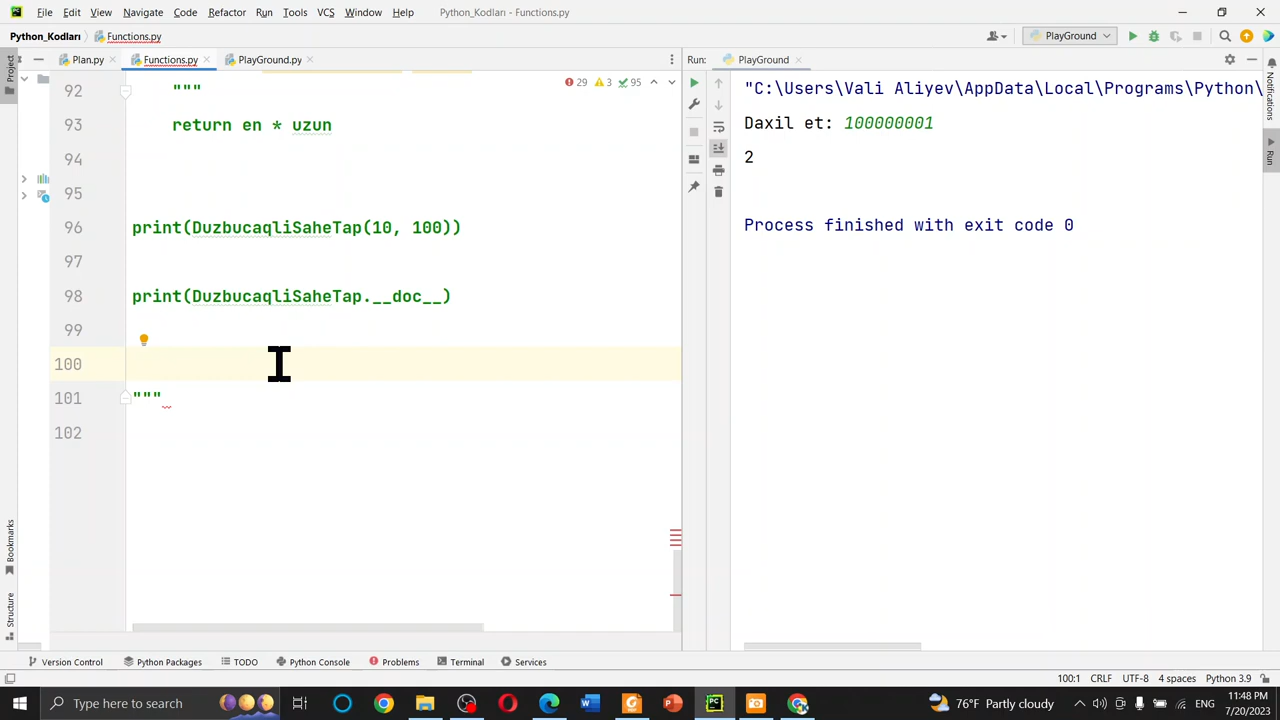 File Edit View Navigate Code Refactor Run Tools VCS Window Help Python_Kodları - Functions.py
Python_Kodları Functions.py PlayGround
Project
Plan.py Functions.py PlayGround.py
Run: PlayGround
29 3 95
92 """
93 return en * uzun
94
95
96 print(DuzbucaqliSaheTap(10, 100))
97
98 print(DuzbucaqliSaheTap.__doc__)
99
100
101 """
102
"C:\Users\Vali Aliyev\AppData\Local\Programs\Python\
Daxil et: 100000001
2
Process finished with exit code 0
Notifications
Run
Bookmarks
Structure
Version Control Python Packages TODO Python Console Problems Terminal Services
100:1 CRLF UTF-8 4 spaces Python 3.9
Type here to search
76°F Partly cloudy
ENG
11:48 PM
7/20/2023